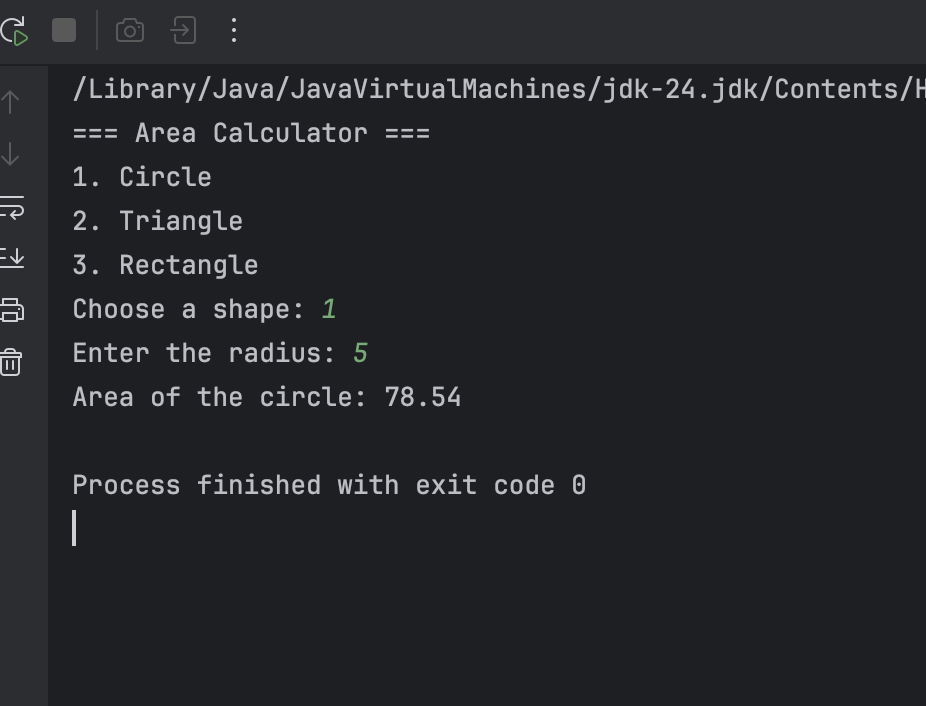 /Library/Java/JavaVirtualMachines/jdk-24.jdk/Contents/
=== Area Calculator ===
1. Circle
2. Triangle
3. Rectangle
Choose a shape: 1
Enter the radius: 5
Area of the circle: 78.54
Process finished with exit code 0